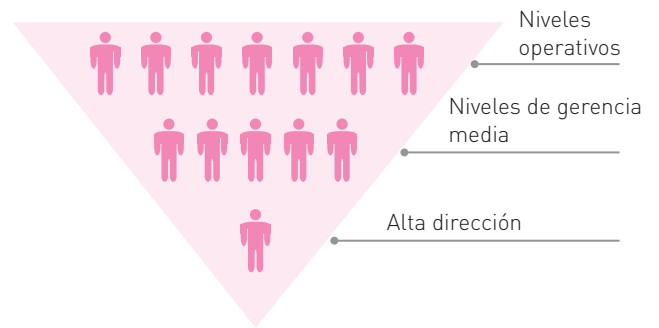 Niveles
operativos
Niveles de gerencia
media
Alta dirección